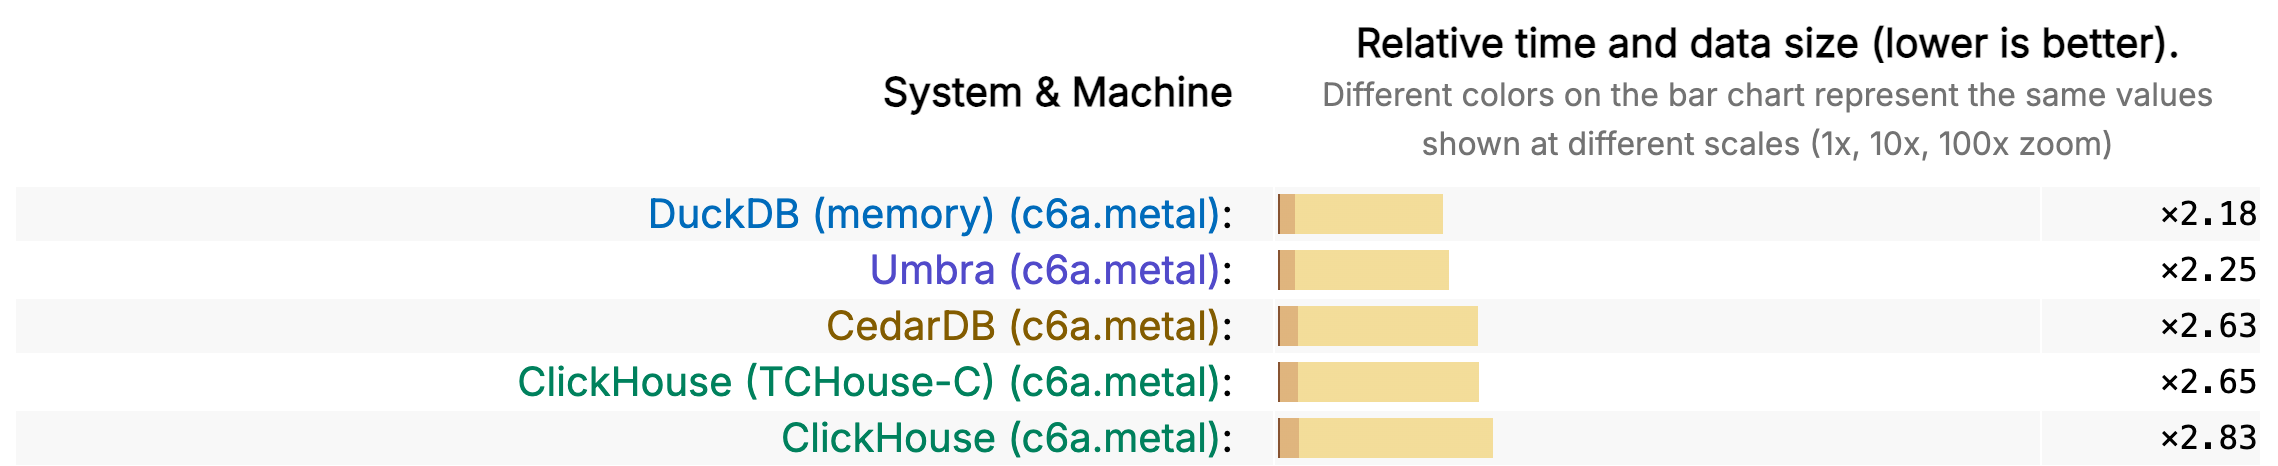 Relative time and data size (lower is better).
System & Machine
Different colors on the bar chart represent the same values
shown at different scales (1x, 10x, 100x zoom)
DuckDB (memory) (c6a.metal): ×2.18
Umbra (c6a.metal): ×2.25
CedarDB (c6a.metal): ×2.63
ClickHouse (TCHouse-C) (c6a.metal): ×2.65
ClickHouse (c6a.metal): ×2.83